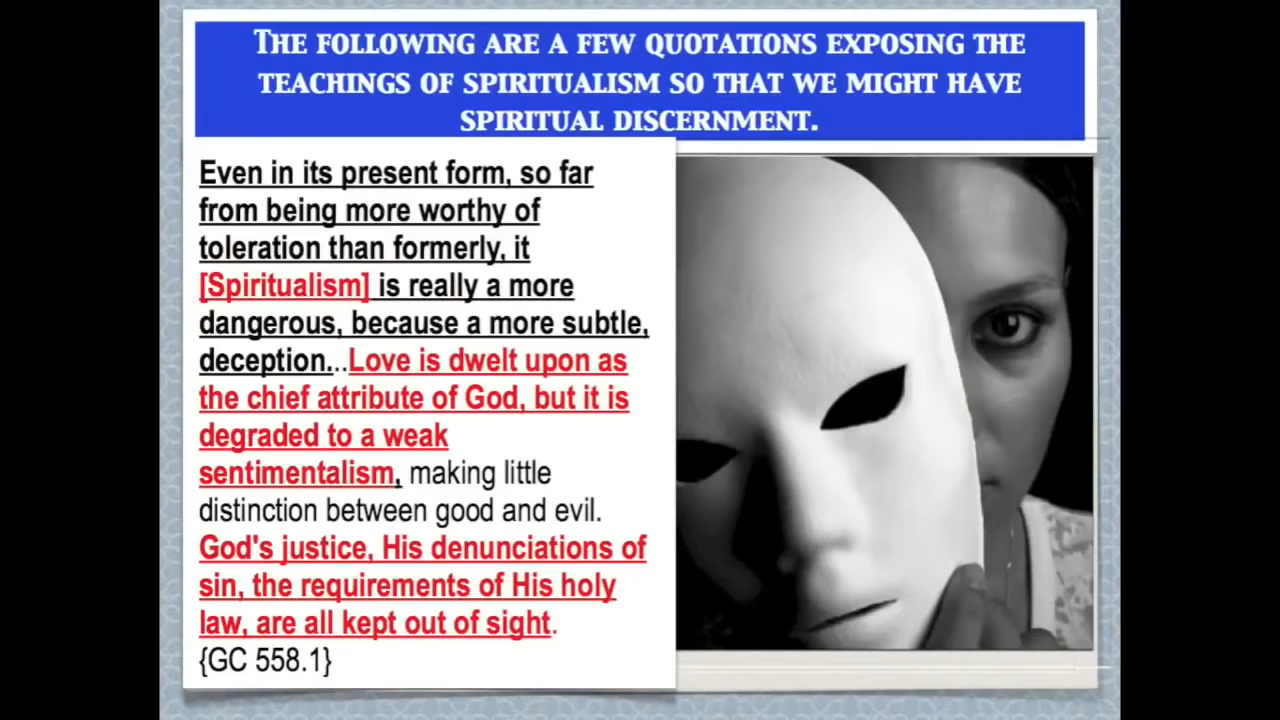 THE FOLLOWING ARE A FEW QUOTATIONS EXPOSING THE
TEACHINGS OF SPIRITUALISM SO THAT WE MIGHT HAVE
SPIRITUAL DISCERNMENT.
Even in its present form, so far
from being more worthy of
toleration than formerly, it
[Spiritualism] is really a more
dangerous, because a more subtle,
deception...Love is dwelt upon as
the chief attribute of God, but it is
degraded to a weak
sentimentalism, making little
distinction between good and evil.
God's justice, His denunciations of
sin, the requirements of His holy
law, are all kept out of sight.
{GC 558.1}